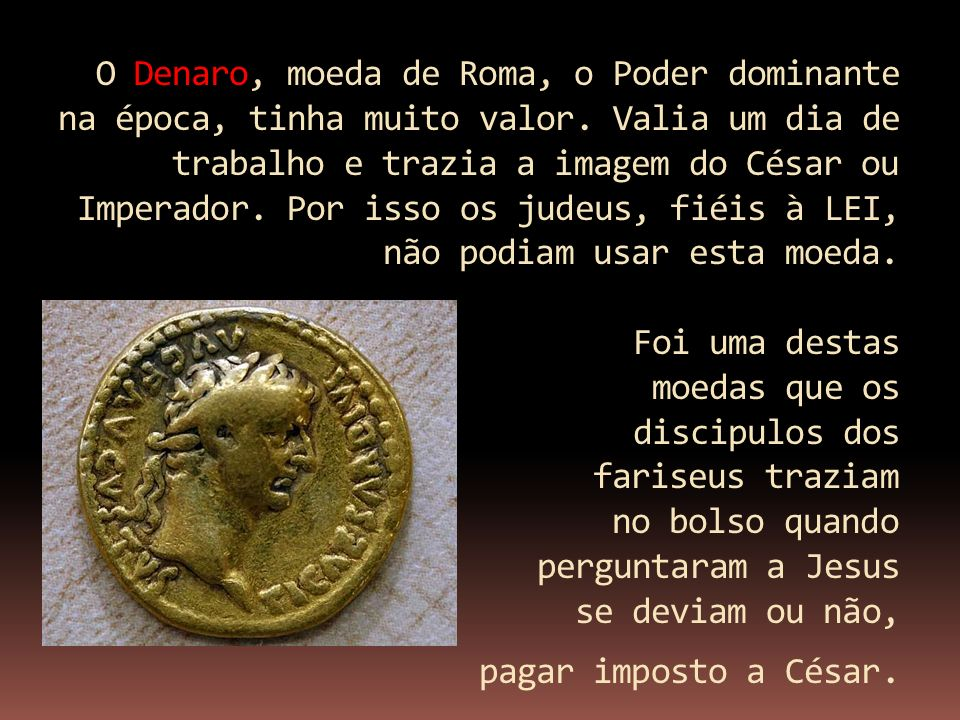 O Denaro, moeda de Roma, o Poder dominante
na época, tinha muito valor. Valia um dia de
trabalho e trazia a imagem do César ou
Imperador. Por isso os judeus, fiéis à LEI,
não podiam usar esta moeda.
Foi uma destas
moedas que os
discipulos dos
fariseus traziam
no bolso quando
perguntaram a Jesus
se deviam ou não,
pagar imposto a César.